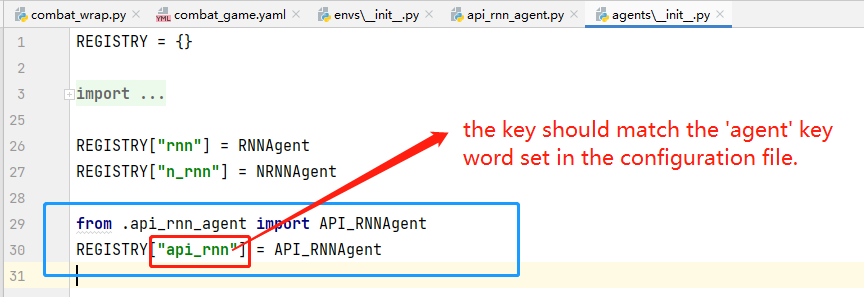 combat_wrap.py combat_game.yaml envs\__init__.py api_rnn_agent.py agents\__init__.py
1 REGISTRY = {}
2
3 import ...
25
26 REGISTRY["rnn"] = RNNAgent
27 REGISTRY["n_rnn"] = NRNNAgent
28
29 from .api_rnn_agent import API_RNNAgent
30 REGISTRY["api_rnn"] = API_RNNAgent
31
the key should match the 'agent' key
word set in the configuration file.